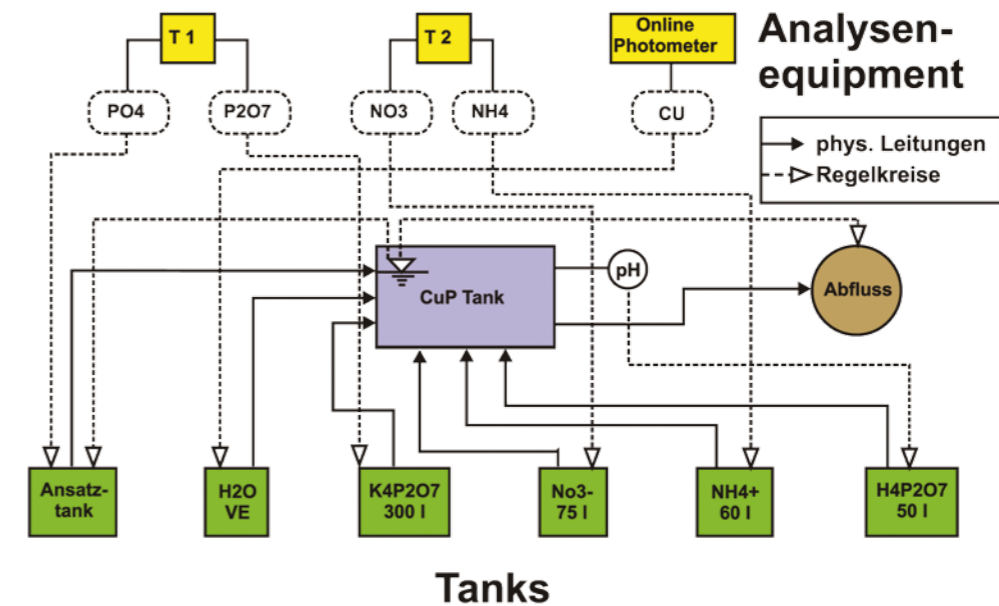 T 1
T 2
Online
Photometer
Analysen-
equipment
PO4
P2O7
NO3
NH4
CU
phys. Leitungen
Regelkreise
CuP Tank
pH
Abfluss
Ansatz-
tank
H2O
VE
K4P2O7
300 l
No3-
75 l
NH4+
60 l
H4P2O7
50 l
Tanks